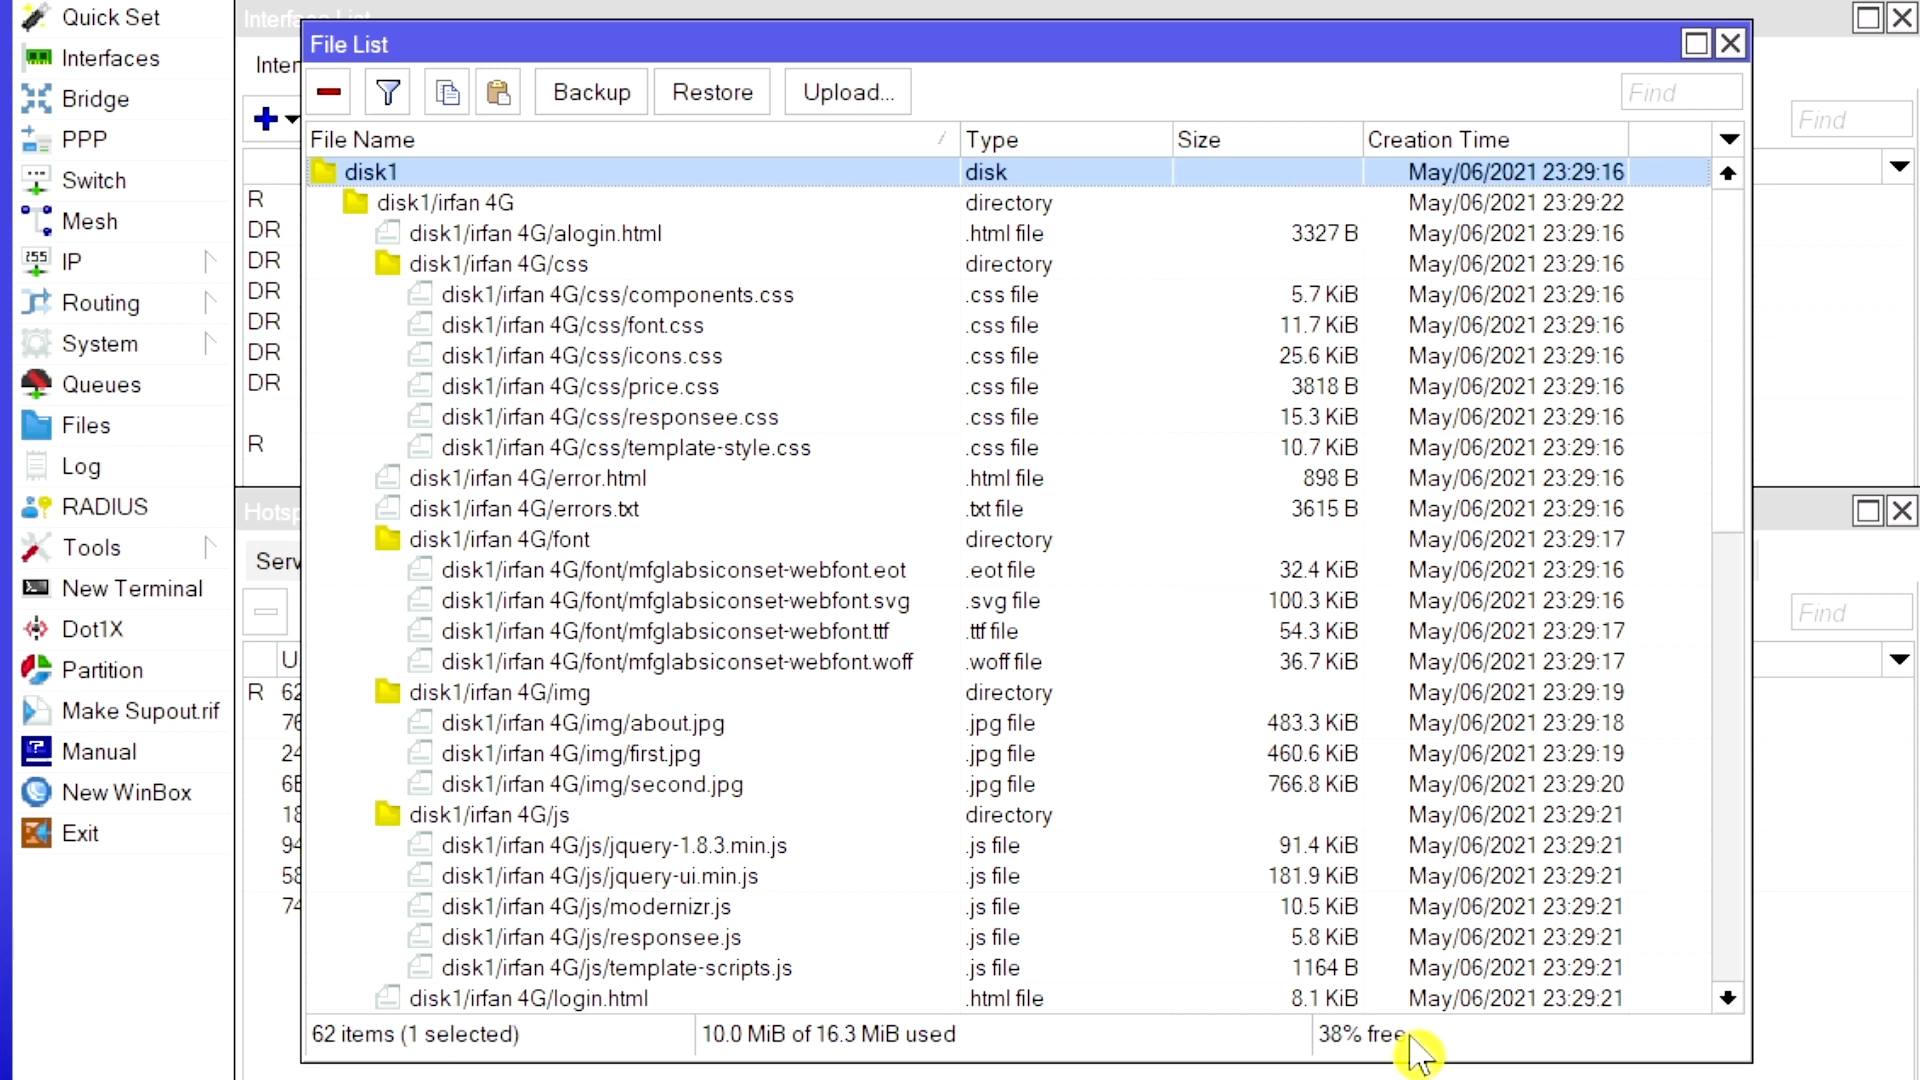 Quick Set
Interfaces
Bridge
PPP
Switch
Mesh
IP
Routing
System
Queues
Files
Log
RADIUS
Tools
New Terminal
Dot1X
Partition
Make Supout.rif
Manual
New WinBox
Exit
Interface List
Inter
Find
R
DR
DR
DR
DR
DR
DR
R
Hotsp
Serv
Find
U
R 62
76
24
6E
18
94
58
74
File List
Backup Restore Upload... Find
File Name Type Size Creation Time
disk1 disk May/06/2021 23:29:16
disk1/irfan 4G directory May/06/2021 23:29:22
disk1/irfan 4G/alogin.html .html file 3327 B May/06/2021 23:29:16
disk1/irfan 4G/css directory May/06/2021 23:29:16
disk1/irfan 4G/css/components.css .css file 5.7 KiB May/06/2021 23:29:16
disk1/irfan 4G/css/font.css .css file 11.7 KiB May/06/2021 23:29:16
disk1/irfan 4G/css/icons.css .css file 25.6 KiB May/06/2021 23:29:16
disk1/irfan 4G/css/price.css .css file 3818 B May/06/2021 23:29:16
disk1/irfan 4G/css/responsee.css .css file 15.3 KiB May/06/2021 23:29:16
disk1/irfan 4G/css/template-style.css .css file 10.7 KiB May/06/2021 23:29:16
disk1/irfan 4G/error.html .html file 898 B May/06/2021 23:29:16
disk1/irfan 4G/errors.txt .txt file 3615 B May/06/2021 23:29:16
disk1/irfan 4G/font directory May/06/2021 23:29:17
disk1/irfan 4G/font/mfglabsiconset-webfont.eot .eot file 32.4 KiB May/06/2021 23:29:16
disk1/irfan 4G/font/mfglabsiconset-webfont.svg .svg file 100.3 KiB May/06/2021 23:29:16
disk1/irfan 4G/font/mfglabsiconset-webfont.ttf .ttf file 54.3 KiB May/06/2021 23:29:17
disk1/irfan 4G/font/mfglabsiconset-webfont.woff .woff file 36.7 KiB May/06/2021 23:29:17
disk1/irfan 4G/img directory May/06/2021 23:29:19
disk1/irfan 4G/img/about.jpg .jpg file 483.3 KiB May/06/2021 23:29:18
disk1/irfan 4G/img/first.jpg .jpg file 460.6 KiB May/06/2021 23:29:19
disk1/irfan 4G/img/second.jpg .jpg file 766.8 KiB May/06/2021 23:29:20
disk1/irfan 4G/js directory May/06/2021 23:29:21
disk1/irfan 4G/js/jquery-1.8.3.min.js .js file 91.4 KiB May/06/2021 23:29:21
disk1/irfan 4G/js/jquery-ui.min.js .js file 181.9 KiB May/06/2021 23:29:21
disk1/irfan 4G/js/modernizr.js .js file 10.5 KiB May/06/2021 23:29:21
disk1/irfan 4G/js/responsee.js .js file 5.8 KiB May/06/2021 23:29:21
disk1/irfan 4G/js/template-scripts.js .js file 1164 B May/06/2021 23:29:21
disk1/irfan 4G/login.html .html file 8.1 KiB May/06/2021 23:29:21
62 items (1 selected) 10.0 MiB of 16.3 MiB used 38% free